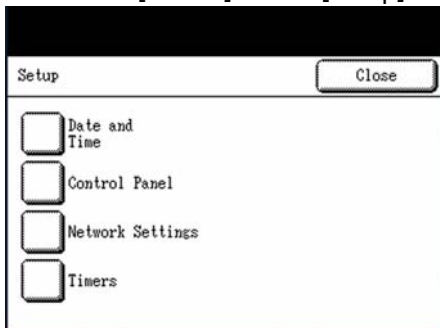 Setup
Close
Date and
Time
Control Panel
Network Settings
Timers